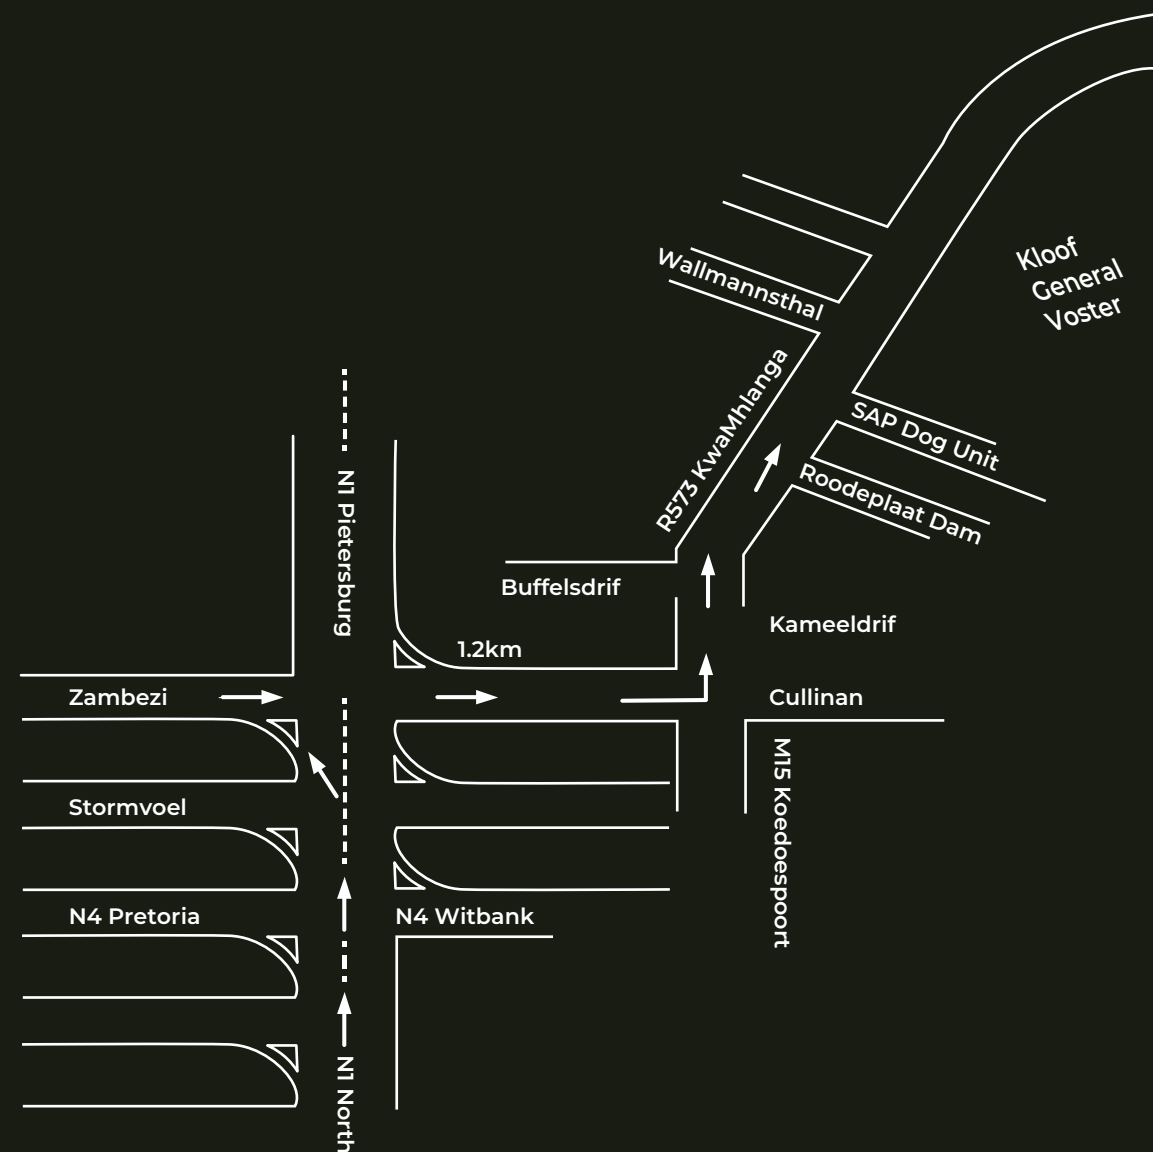 Kloof
General
Voster
Wallmannsthal
R573 KwaMhlanga
SAP Dog Unit
Roodeplaat Dam
N1 Pietersburg
Buffelsdrif
Kameeldrif
1.2km
Zambezi
Cullinan
M15 Koedoespoort
Stormvoel
N4 Pretoria
N4 Witbank
N1 North